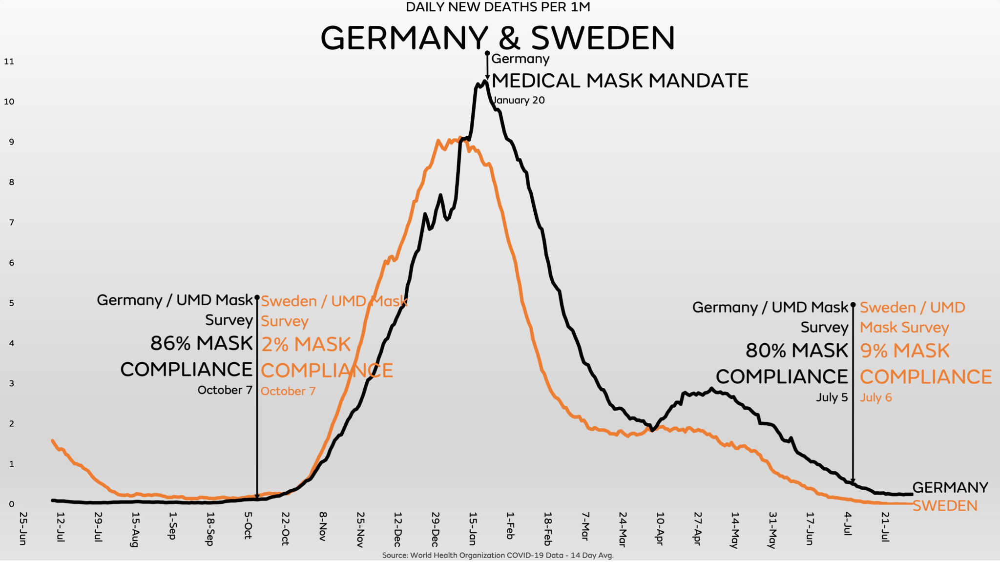 DAILY NEW DEATHS PER 1M
GERMANY & SWEDEN
Germany
MEDICAL MASK MANDATE
January 20
11
10
9
8
7
6
5
4
3
2
1
0
Germany / UMD Mask
Survey
86% MASK
COMPLIANCE
October 7
Sweden / UMD Mask
Survey
2% MASK
COMPLIANCE
October 7
Germany / UMD Mask
Survey
80% MASK
COMPLIANCE
July 5
Sweden / UMD
Mask Survey
9% MASK
COMPLIANCE
July 6
GERMANY
SWEDEN
25-Jun
12-Jul
29-Jul
15-Aug
1-Sep
18-Sep
5-Oct
22-Oct
8-Nov
25-Nov
12-Dec
29-Dec
15-Jan
1-Feb
18-Feb
7-Mar
24-Mar
10-Apr
27-Apr
14-May
31-May
17-Jun
4-Jul
21-Jul
Source: World Health Organization COVID-19 Data - 14 Day Avg.